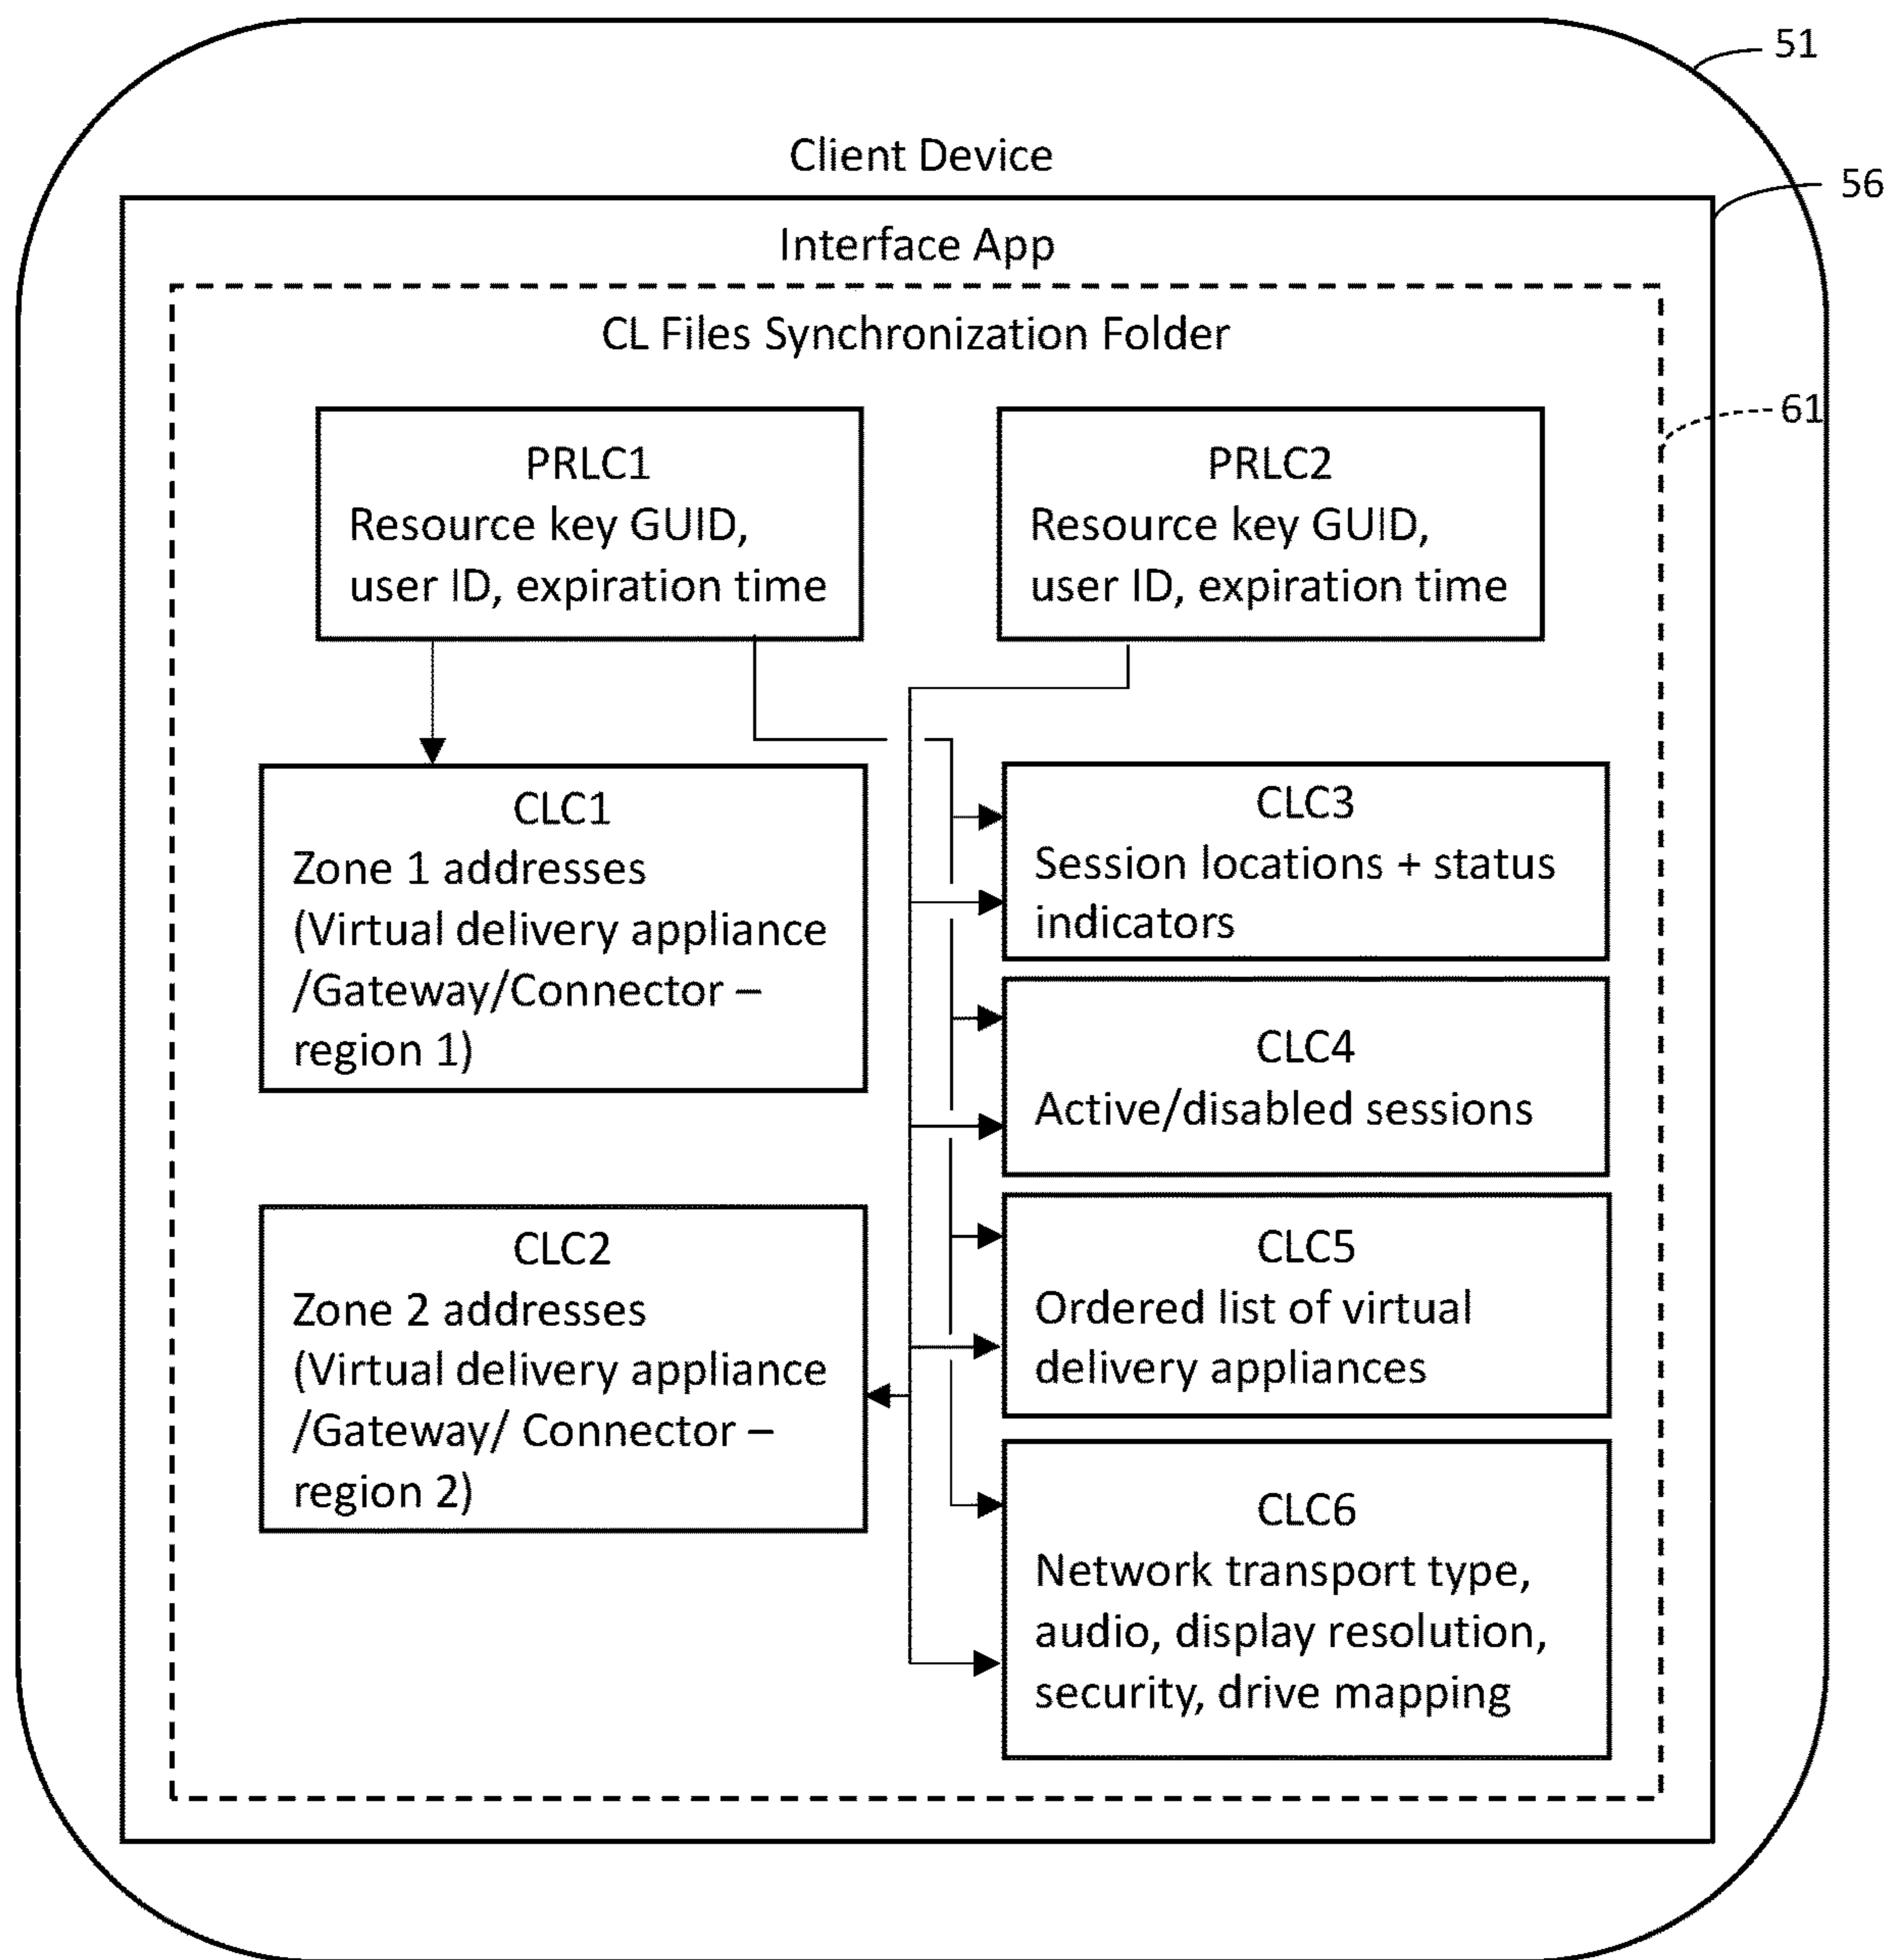 51
Client Device
56
Interface App
CL Files Synchronization Folder
61
PRLC1
Resource key GUID,
user ID, expiration time
PRLC2
Resource key GUID,
user ID, expiration time
CLC1
Zone 1 addresses
(Virtual delivery appliance
/Gateway/Connector –
region 1)
CLC3
Session locations + status
indicators
CLC4
Active/disabled sessions
CLC2
Zone 2 addresses
(Virtual delivery appliance
/Gateway/ Connector –
region 2)
CLC5
Ordered list of virtual
delivery appliances
CLC6
Network transport type,
audio, display resolution,
security, drive mapping